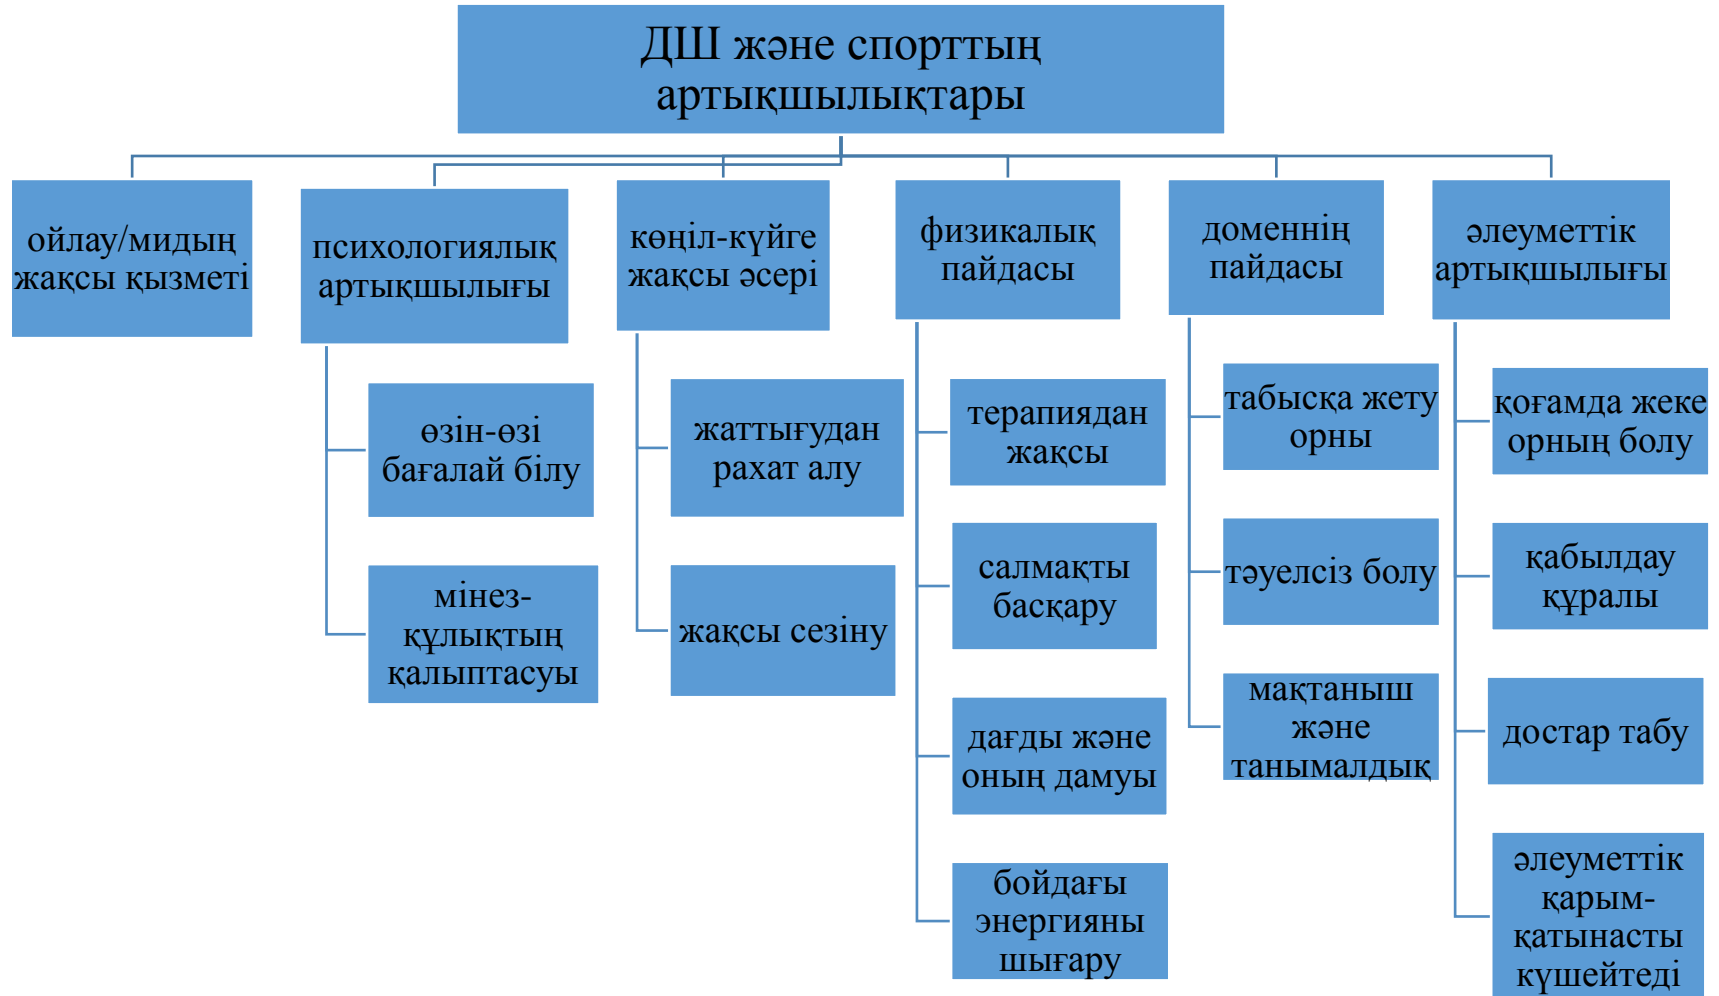 ДШ және спорттың
артықшылықтары
ойлау/мидың
жақсы қызметі
психологиялық
артықшылығы
өзін-өзі
бағалай білу
мінез-
құлықтың
қалыптасуы
көңіл-күйге
жақсы әсері
жаттығудан
рахат алу
жақсы сезіну
физикалық
пайдасы
терапиядан
жақсы
салмақты
басқару
дағды және
оның дамуы
бойдағы
энергияны
шығару
доменнің
пайдасы
табысқа жету
орны
тәуелсіз болу
мақтаныш
және
танымалдық
әлеуметтік
артықшылығы
қоғамда жеке
орның болу
қабылдау
құралы
достар табу
әлеуметтік
қарым-
қатынасты
күшейтеді